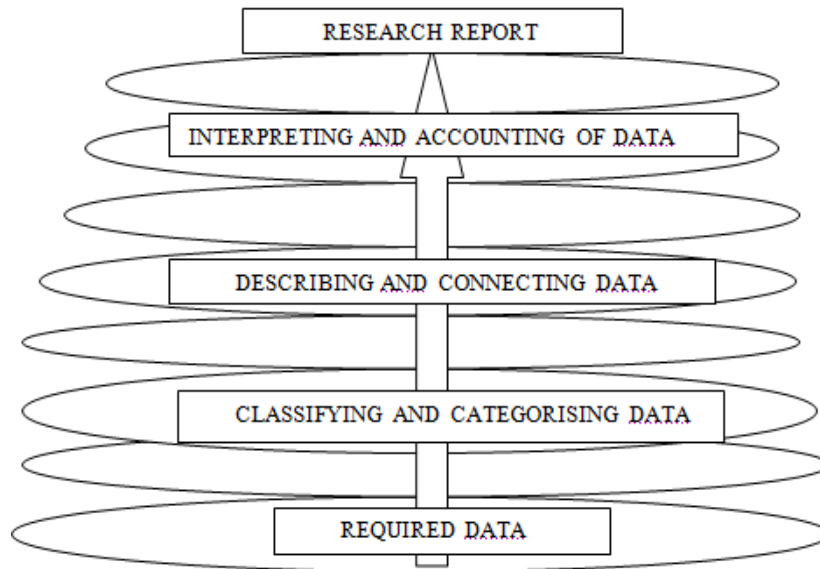 RESEARCH REPORT
INTERPRETING AND ACCOUNTING OF DATA
DESCRIBING AND CONNECTING DATA
CLASSIFYING AND CATEGORISING DATA
REQUIRED DATA